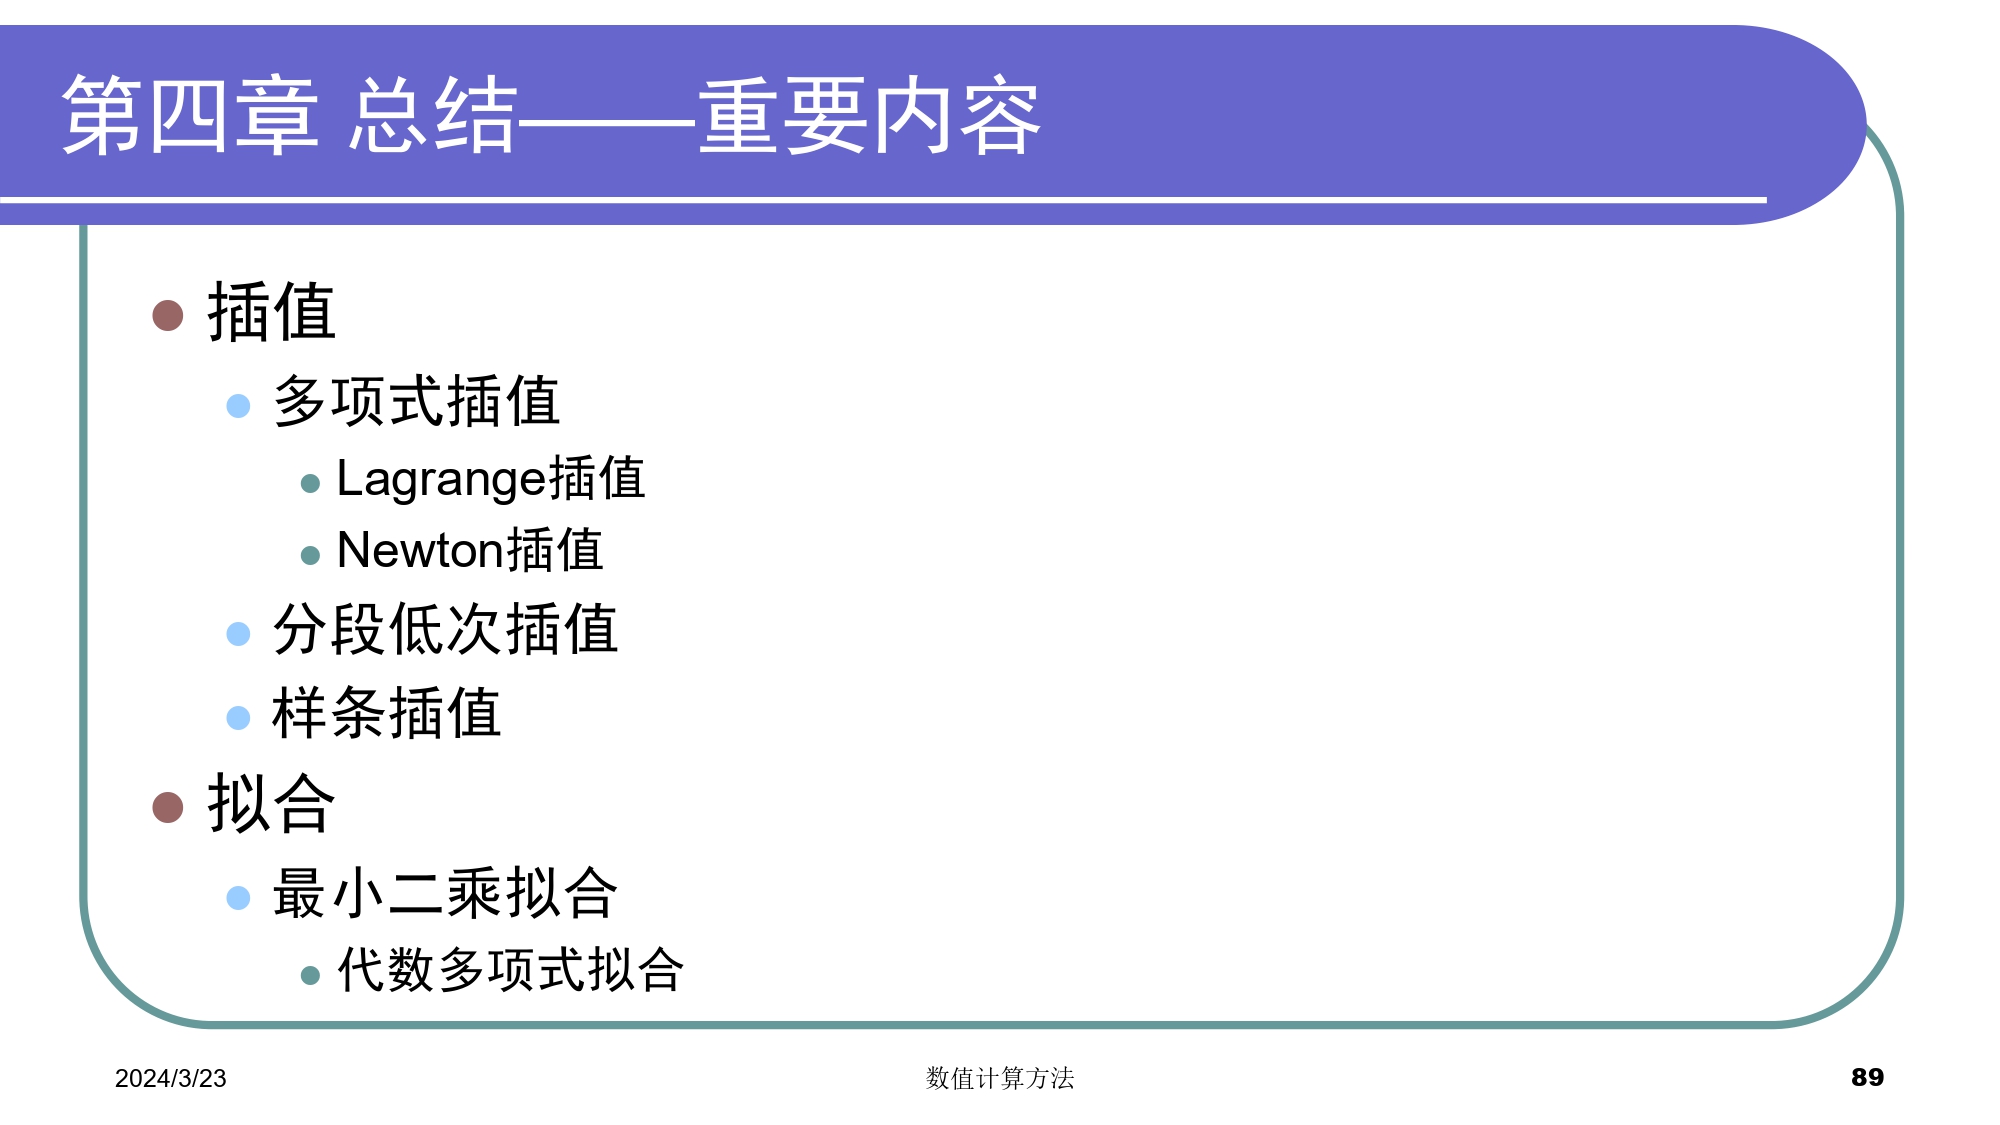 第四章 总结——重要内容
插值
多项式插值
Lagrange插值
Newton插值
分段低次插值
样条插值
拟合
最小二乘拟合
代数多项式拟合
2024/3/23
数值计算方法
89